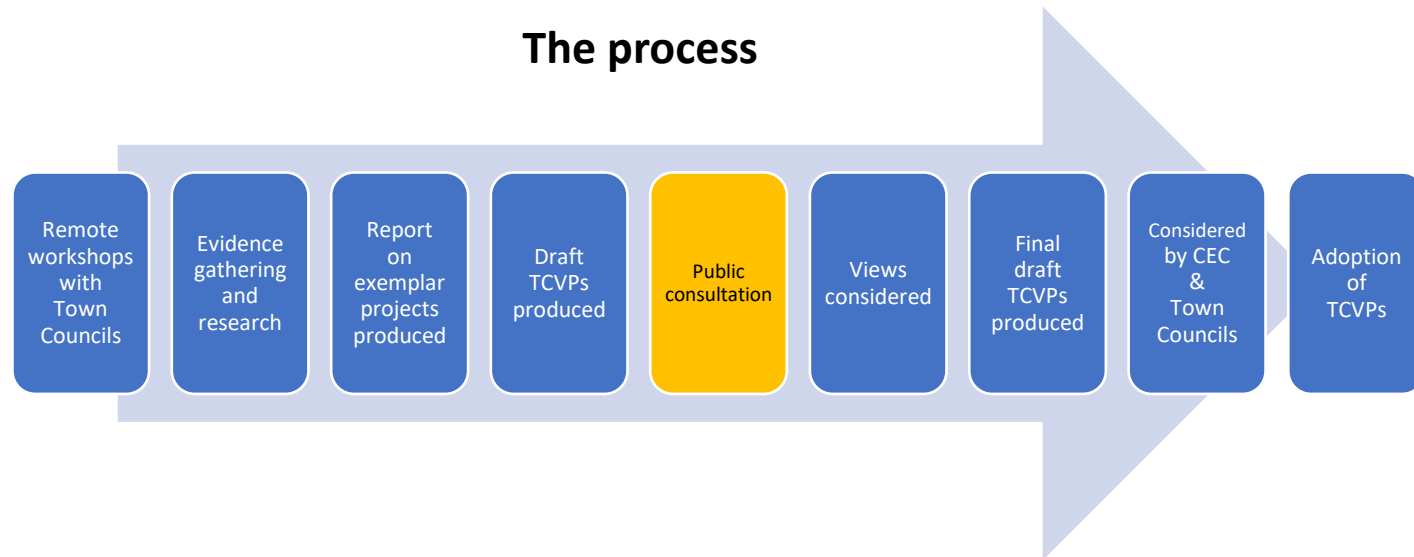 The process
Remote
workshops
with
Town
Councils
Evidence
gathering
and
research
Report
on
exemplar
projects
produced
Draft
TCVPs
produced
Public
consultation
Views
considered
Final
draft
TCVPs
produced
Considered
by CEC
&
Town
Councils
Adoption
of
TCVPs